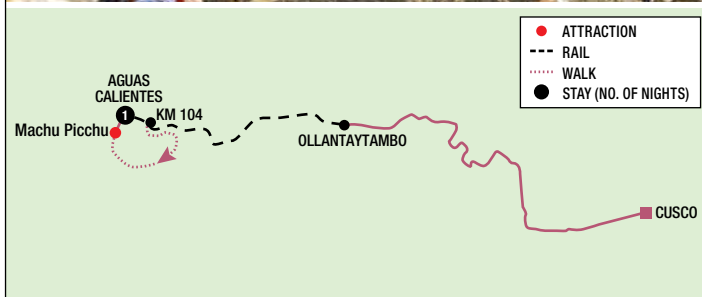 ATTRACTION
RAIL
WALK
STAY (NO. OF NIGHTS)
AGUAS
CALIENTES
1
KM 104
Machu Picchu
OLLANTAYTAMBO
CUSCO